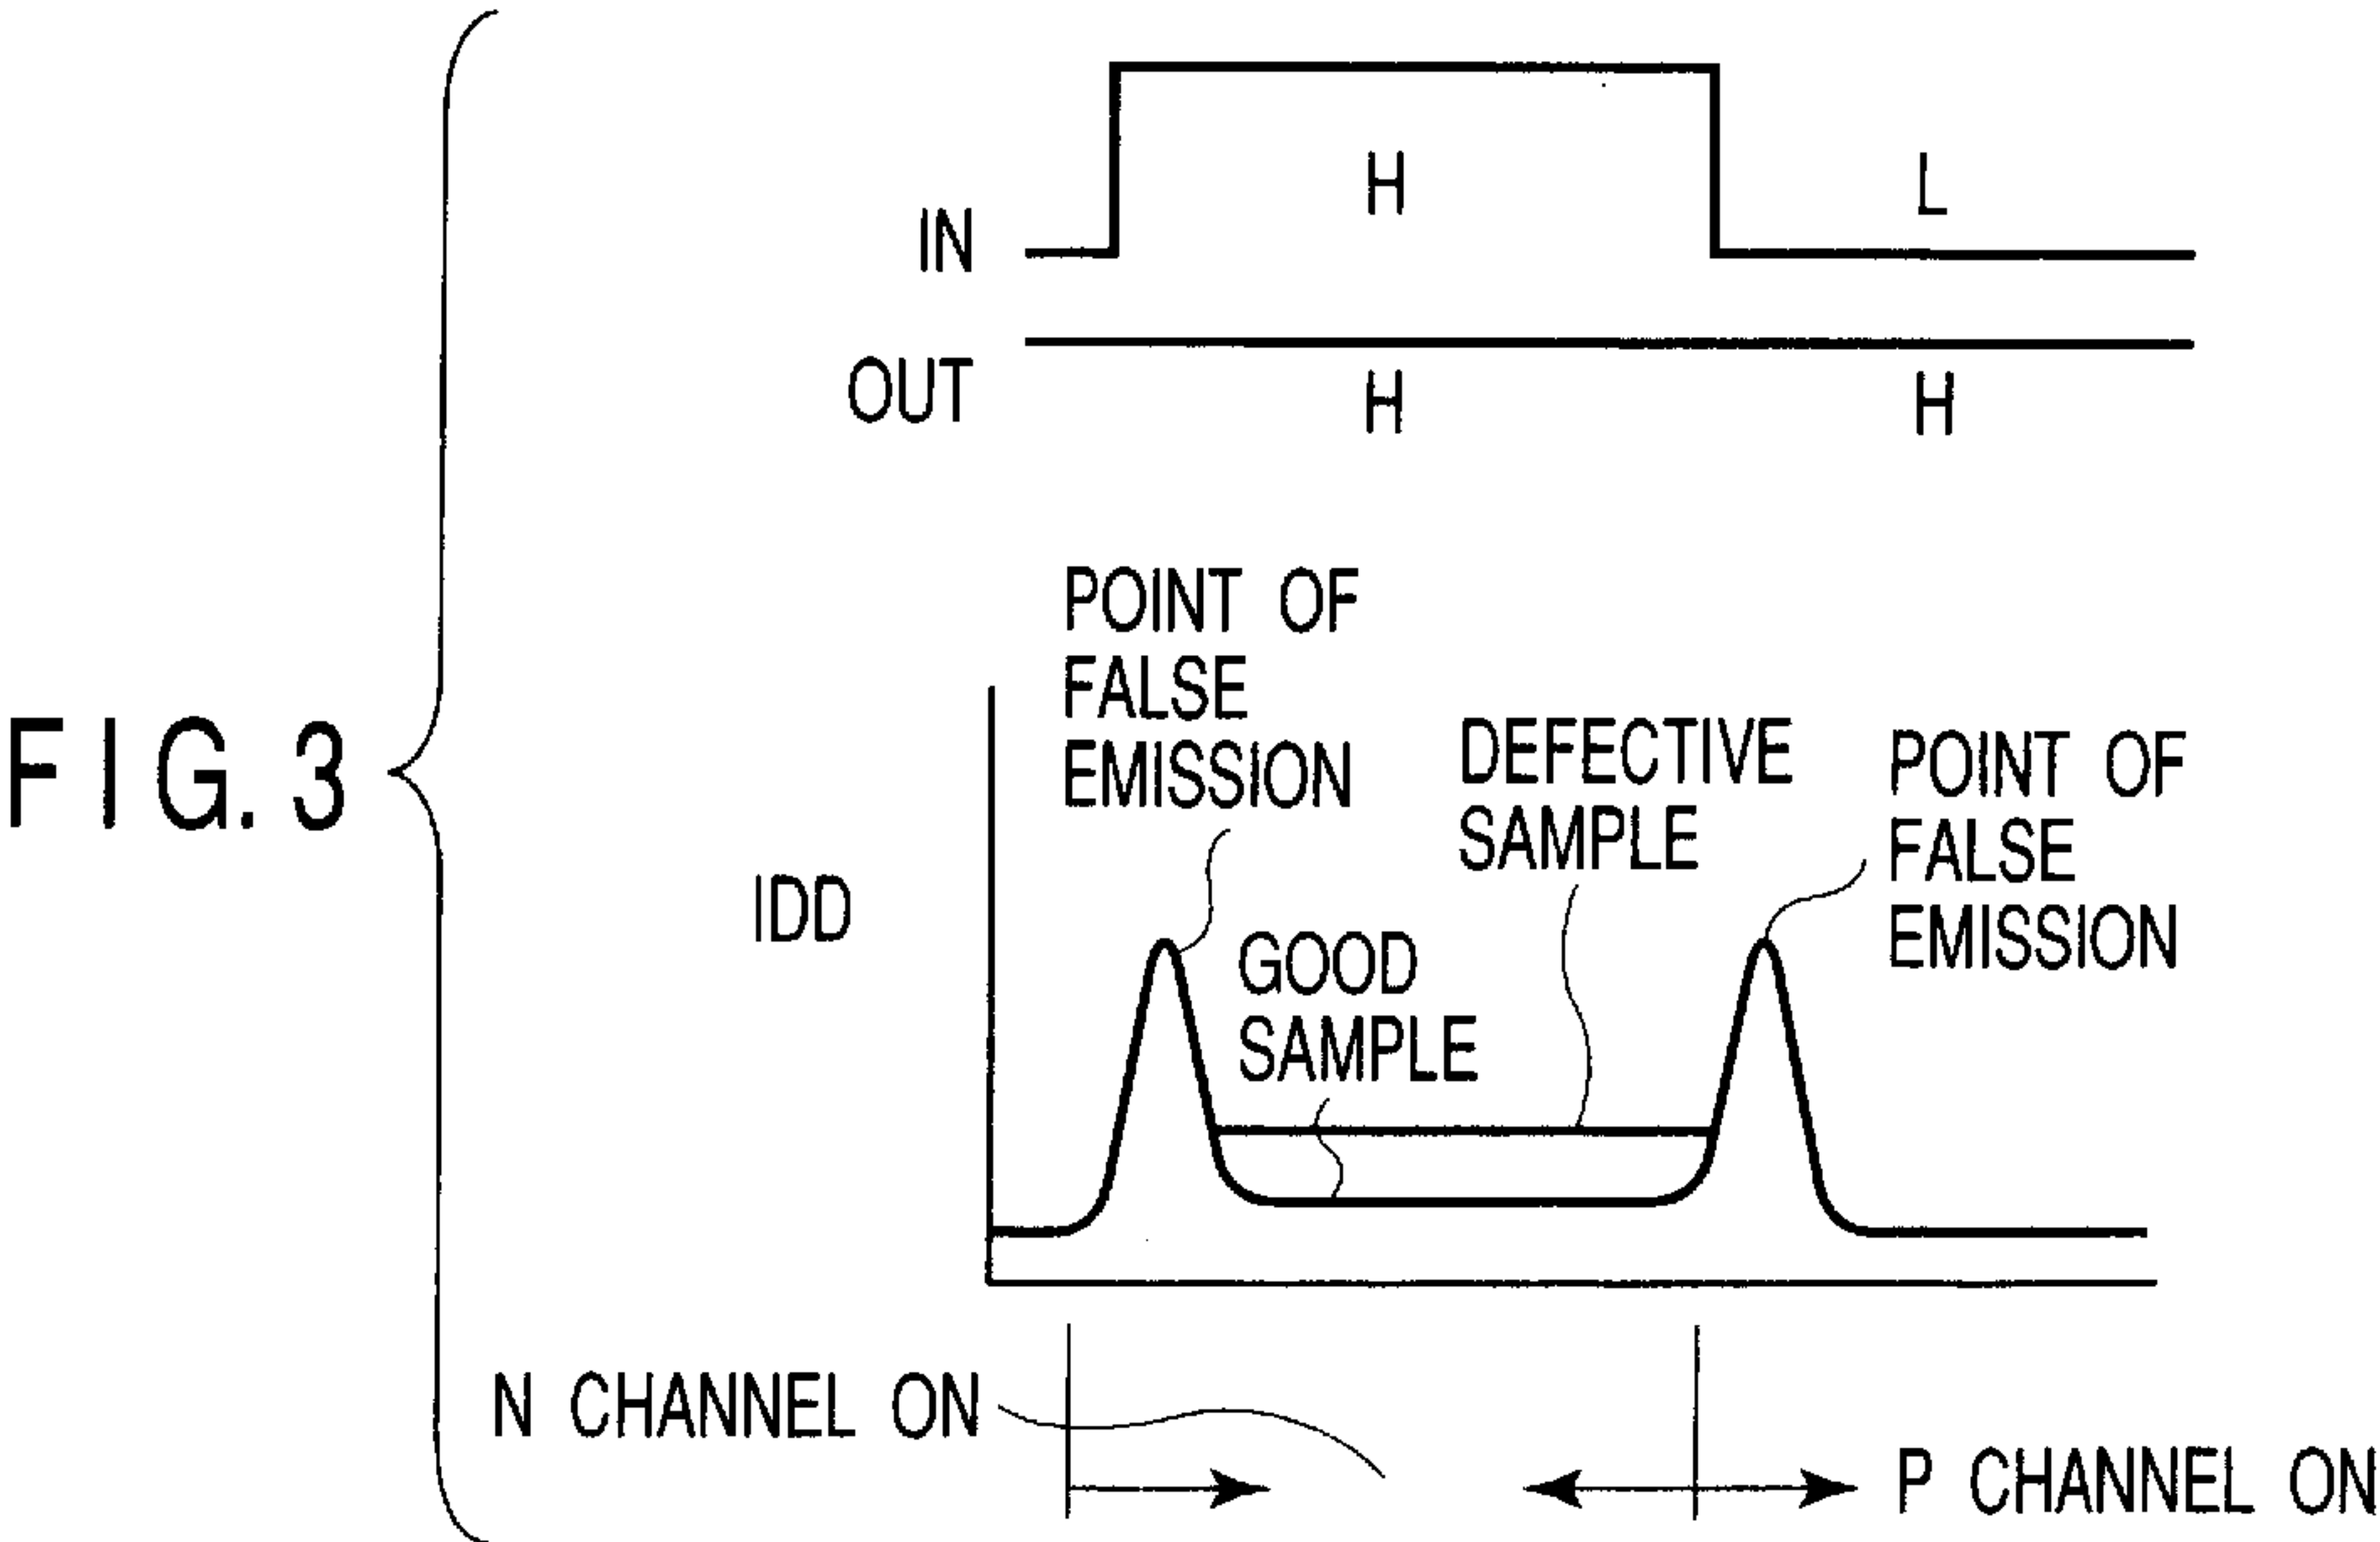 FIG. 3
IN
H
L
OUT
H
H
POINT OF
FALSE
EMISSION
DEFECTIVE
SAMPLE
POINT OF
FALSE
EMISSION
IDD
GOOD
SAMPLE
N CHANNEL ON
P CHANNEL ON